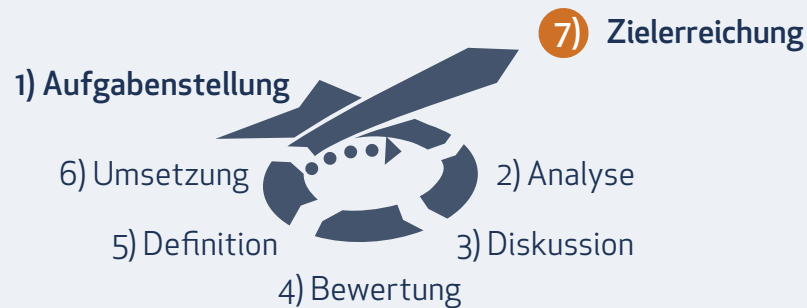 1) Aufgabenstellung
2) Analyse
3) Diskussion
4) Bewertung
5) Definition
6) Umsetzung
7) Zielerreichung